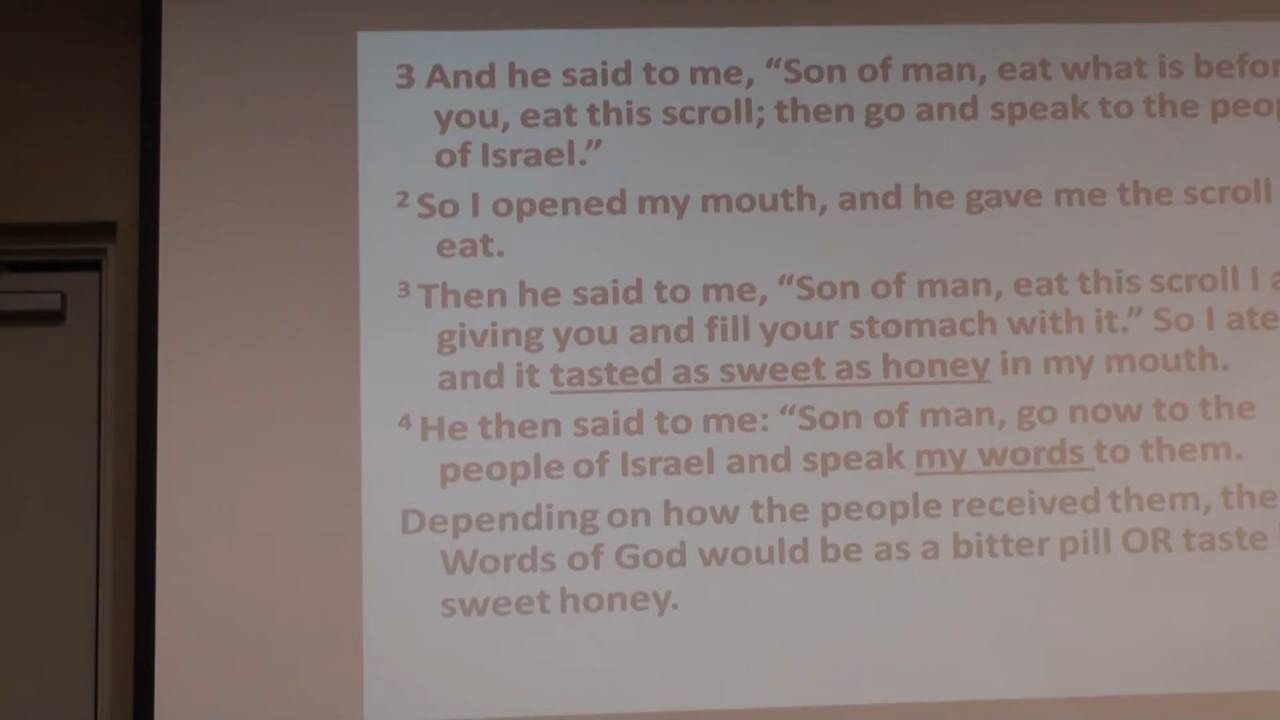 3 And he said to me, “Son of man, eat what is befor
you, eat this scroll; then go and speak to the peo
of Israel.”
2 So I opened my mouth, and he gave me the scroll
eat.
3 Then he said to me, “Son of man, eat this scroll I a
giving you and fill your stomach with it.” So I ate
and it tasted as sweet as honey in my mouth.
4 He then said to me: “Son of man, go now to the
people of Israel and speak my words to them.
Depending on how the people received them, the
Words of God would be as a bitter pill OR taste
sweet honey.